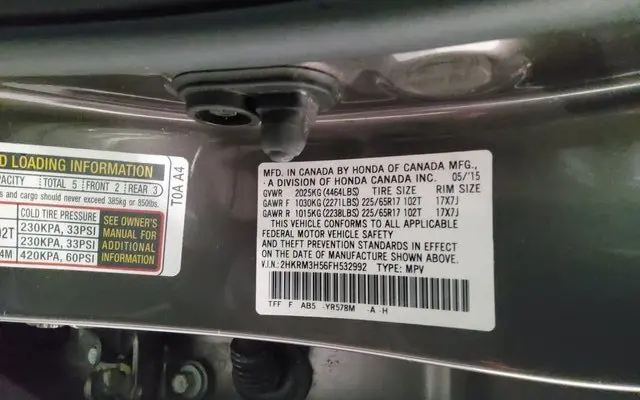 D LOADING INFORMATION
PACITY TOTAL 5 FRONT 2 REAR 3
s and cargo should never exceed 385kg or 850lbs.
COLD TIRE PRESSURE
230KPA, 33PSI
02T 230KPA, 33PSI
4M 420KPA, 60PSI
SEE OWNER'S
MANUAL FOR
ADDITIONAL
INFORMATION
T0A A4
MFD. IN CANADA BY HONDA OF CANADA MFG.,
A DIVISION OF HONDA CANADA INC. 05/'15
GVWR 2025KG (4464LBS) TIRE SIZE RIM SIZE
GAWR F 1030KG (2271LBS) 225/65R17 102T 17X7J
GAWR R 1015KG (2238LBS) 225/65R17 102T 17X7J
THIS VEHICLE CONFORMS TO ALL APPLICABLE
FEDERAL MOTOR VEHICLE SAFETY
AND THEFT PREVENTION STANDARDS IN EFFECT
ON THE DATE OF MANUFACTURE SHOWN ABOVE.
V.I.N.: 2HKRM3H56FH532992 TYPE: MPV
TFF F AB5 -YR578M -A -H